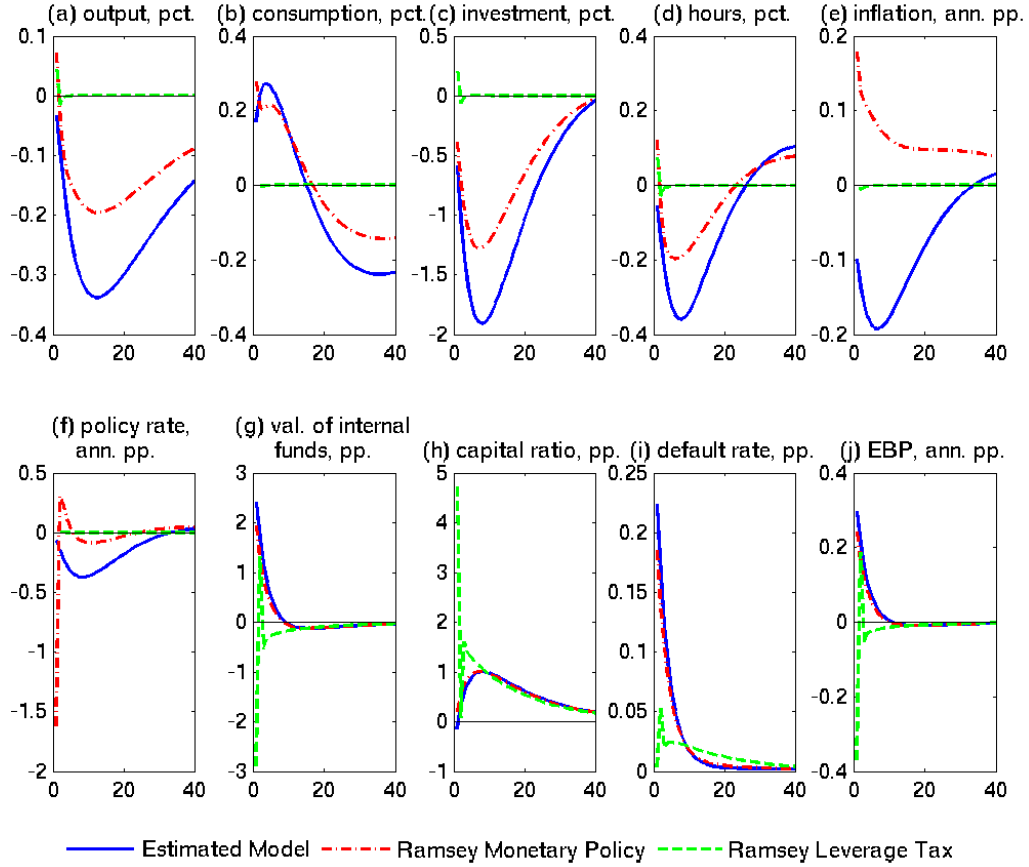 (a) output, pct.
(b) consumption, pct.
(c) investment, pct.
(d) hours, pct.
(e) inflation, ann. pp.
0.1
0
-0.1
-0.2
-0.3
-0.4
0 20 40
0.4
0.2
0
-0.2
-0.4
0 20 40
0.5
0
-0.5
-1
-1.5
-2
0 20 40
0.4
0.2
0
-0.2
-0.4
0 20 40
0.2
0.1
0
-0.1
-0.2
0 20 40
(f) policy rate,
ann. pp.
(g) val. of internal
funds, pp.
(h) capital ratio, pp.
(i) default rate, pp.
(j) EBP, ann. pp.
0.5
0
-0.5
-1
-1.5
-2
0 20 40
3
2
1
0
-1
-2
-3
0 20 40
5
4
3
2
1
0
-1
0 20 40
0.25
0.2
0.15
0.1
0.05
0
0 20 40
0.4
0.2
0
-0.2
-0.4
0 20 40
Estimated Model Ramsey Monetary Policy Ramsey Leverage Tax